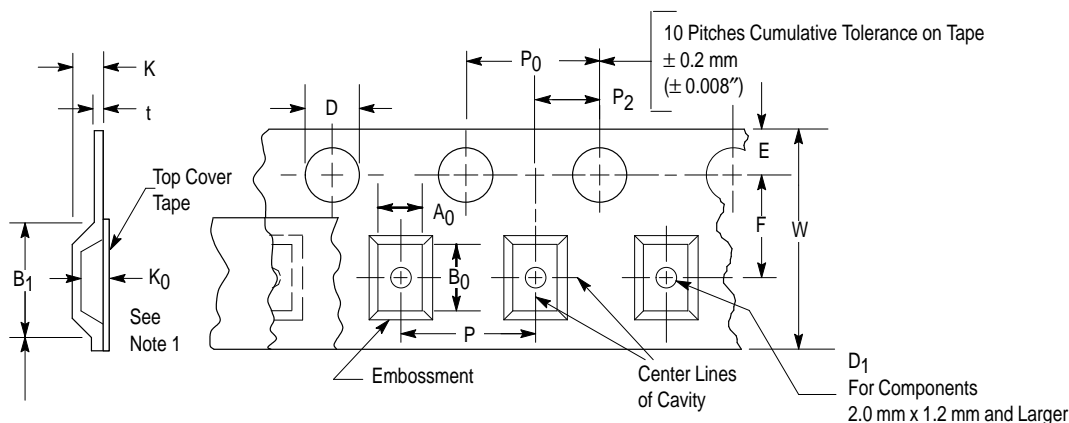 10 Pitches Cumulative Tolerance on Tape
± 0.2 mm
(± 0.008″)
K
P0
t
D
P2
E
Top Cover
Tape
A0
F
W
B1
K0
B0
See
Note 1
P
Embossment
Center Lines
of Cavity
D1
For Components
2.0 mm x 1.2 mm and Larger